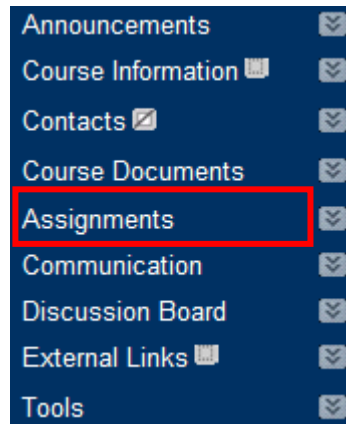 Announcements
Course Information
Contacts
Course Documents
Assignments
Communication
Discussion Board
External Links
Tools